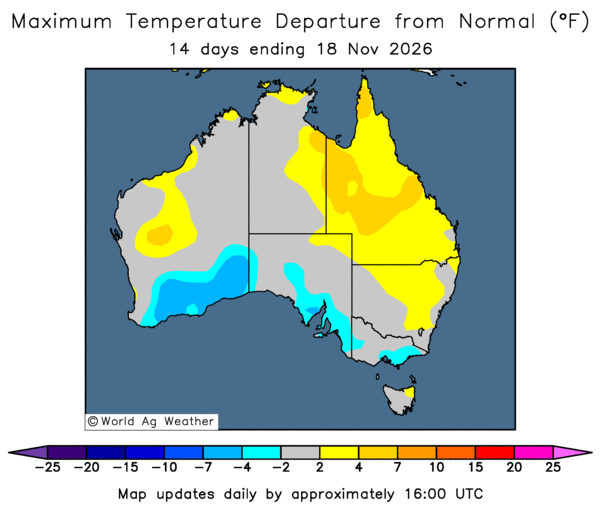 Maximum Temperature Departure from Normal (°F)
14 days ending 18 Nov 2026
©World Ag Weather
-25 -20 -15 -10 -7 -4 -2 2 4 7 10 15 20 25
Map updates daily by approximately 16:00 UTC